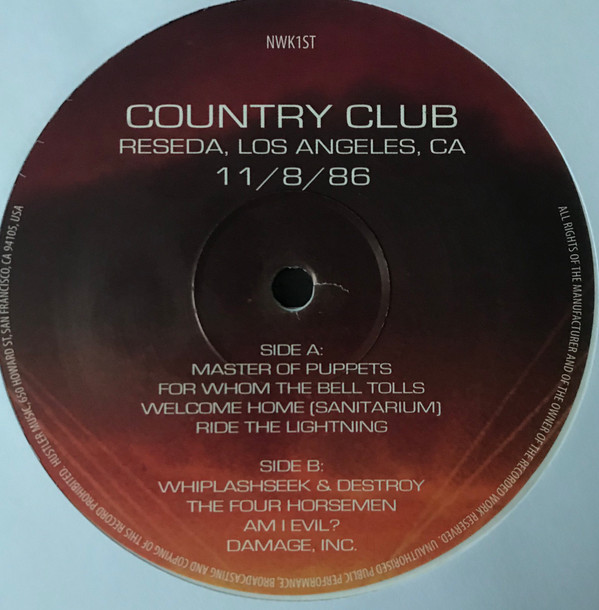 NWK1ST
COUNTRY CLUB
RESEDA, LOS ANGELES, CA
11/8/86
SIDE A:
MASTER OF PUPPETS
FOR WHOM THE BELL TOLLS
WELCOME HOME (SANITARIUM)
RIDE THE LIGHTNING
SIDE B:
WHIPLASHSEEK & DESTROY
THE FOUR HORSEMEN
AM I EVIL?
DAMAGE, INC.
ALL RIGHTS OF THE MANUFACTURER AND OF THE OWNER OF THE RECORDED WORK RESERVED. UNAUTHORISED PUBLIC PERFORMANCE, BROADCASTING AND COPYING OF THIS RECORD PROHIBITED. HUSTLER MUSIK, 650 HOWARD ST, SAN FRANCISCO, CA 94105, USA